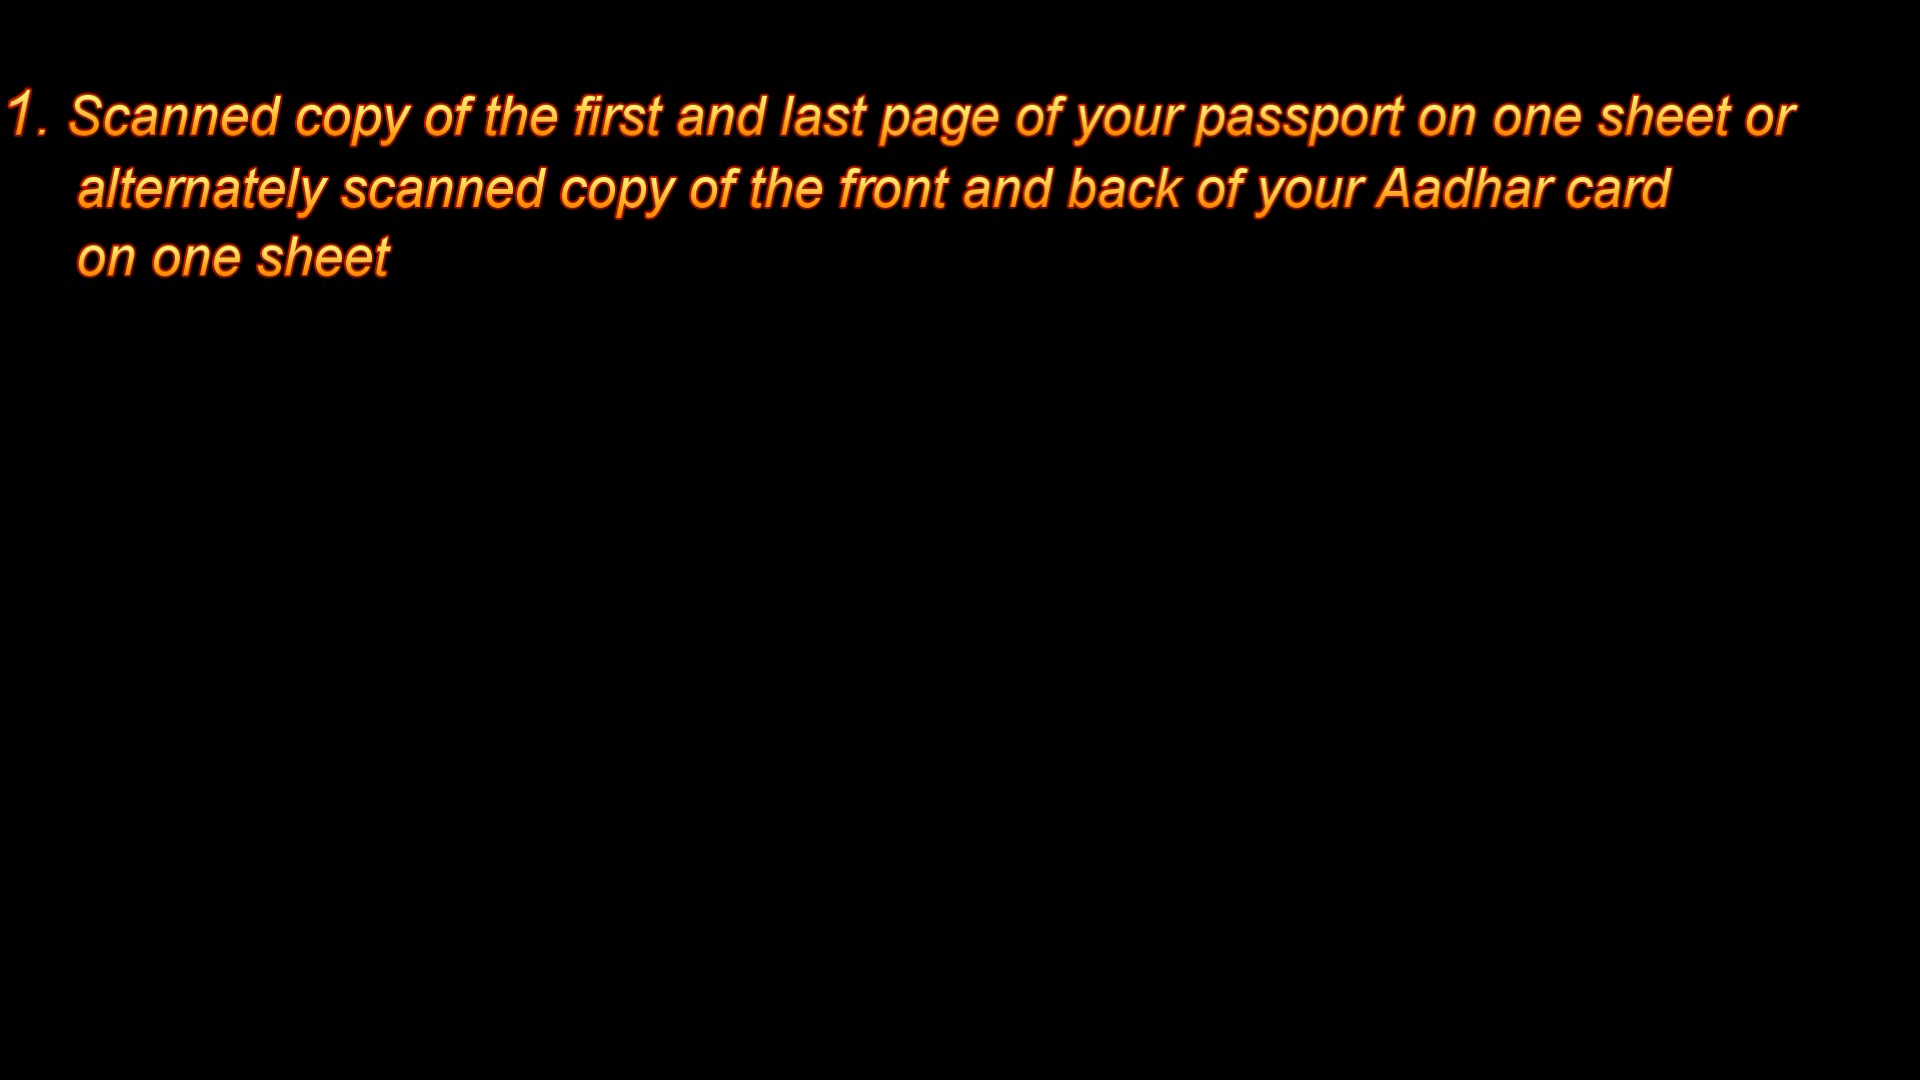 1. Scanned copy of the first and last page of your passport on one sheet or
alternately scanned copy of the front and back of your Aadhar card
on one sheet